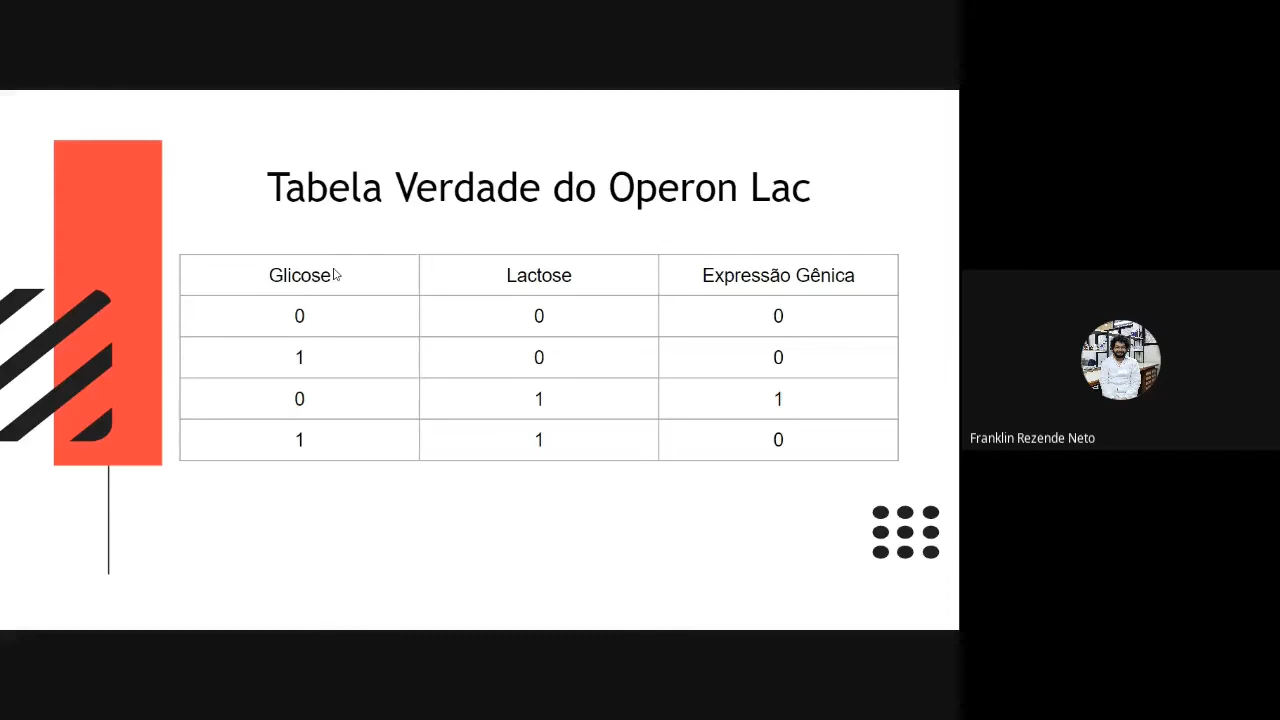 Tabela Verdade do Operon Lac
Glicose Lactose Expressão Gênica
0 0 0
1 0 0
0 1 1
1 1 0
Franklin Rezende Neto